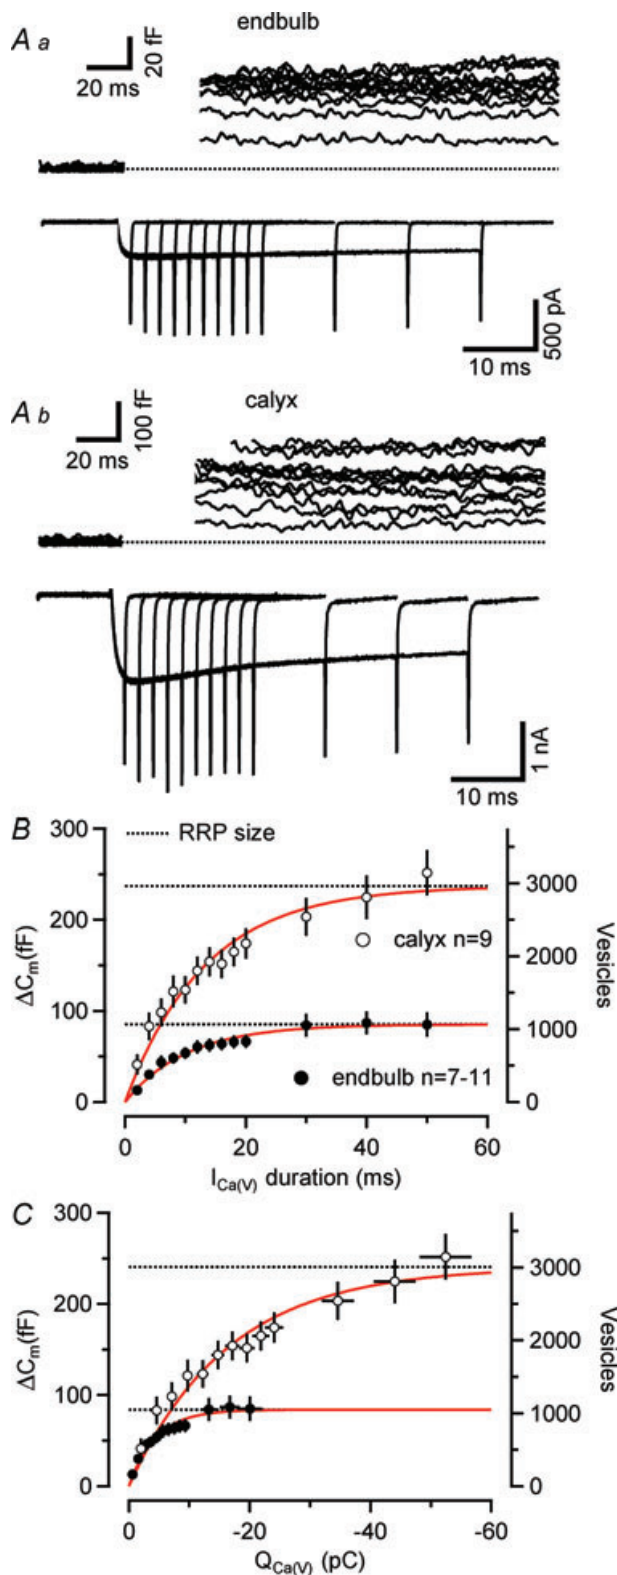 A a
endbulb
20 fF
20 ms
500 pA
10 ms
A b
calyx
100 fF
20 ms
1 nA
10 ms
B
300
RRP size
3000
200
calyx n=9
2000
ΔCm(fF)
Vesicles
100
1000
endbulb n=7-11
0
0
0
20
40
60
ICa(V) duration (ms)
C
300
3000
200
2000
ΔCm(fF)
Vesicles
100
1000
0
0
0
-20
-40
-60
QCa(V) (pC)